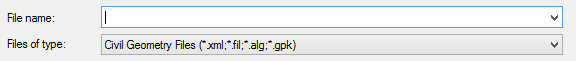 File name:
Files of type: Civil Geometry Files (*.xml;*.fil;*.alg;*.gpk)